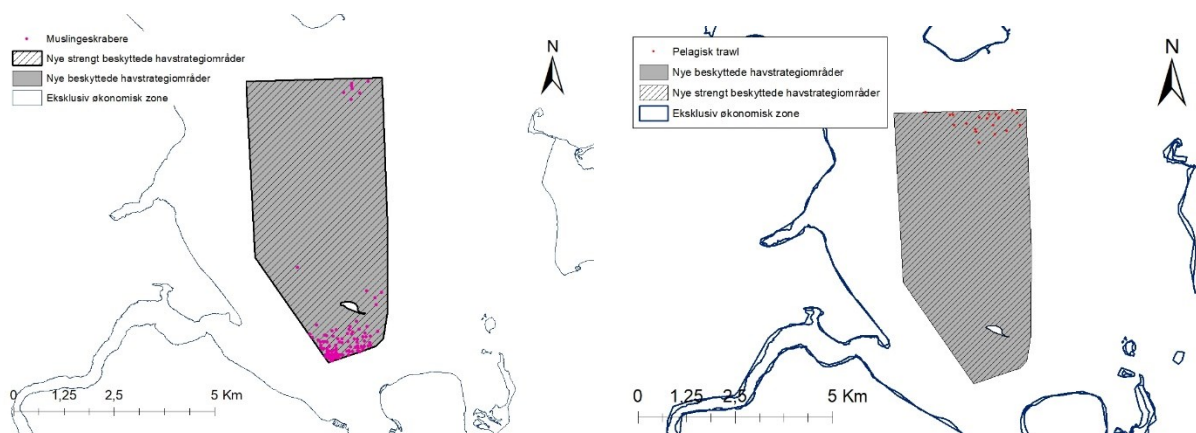 Muslingeskrabere
Nye strengt beskyttede havstrategiområder
Nye beskyttede havstrategiområder
Eksklusiv økonomisk zone
N
0 1,25 2,5 5 Km
Pelagisk trawl
Nye beskyttede havstrategiområder
Nye strengt beskyttede havstrategiområder
Eksklusiv økonomisk zone
N
0 1,25 2,5 5 Km